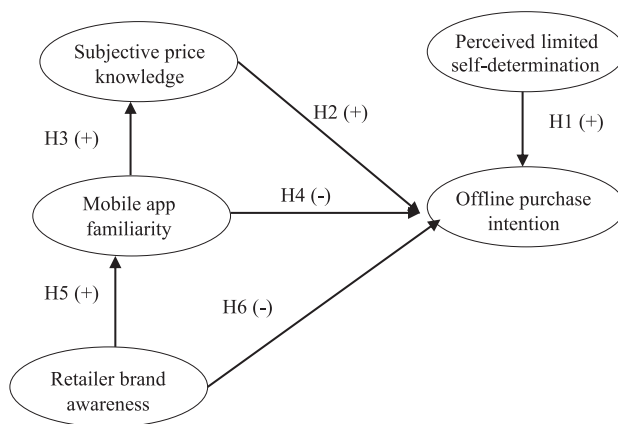 Subjective price
knowledge
Perceived limited
self-determination
H2 (+)
H1 (+)
H3 (+)
Mobile app
familiarity
H4 (-)
Offline purchase
intention
H5 (+)
H6 (-)
Retailer brand
awareness